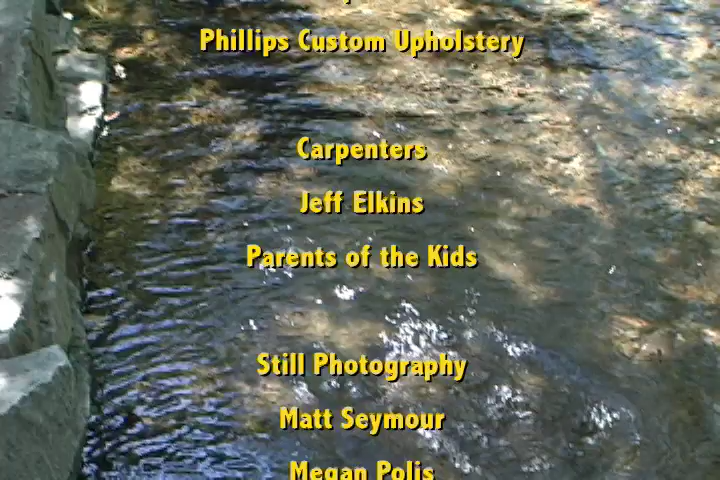 Phillips Custom Upholstery
Carpenters
Jeff Elkins
Parents of the Kids
Still Photography
Matt Seymour
Megan Polis